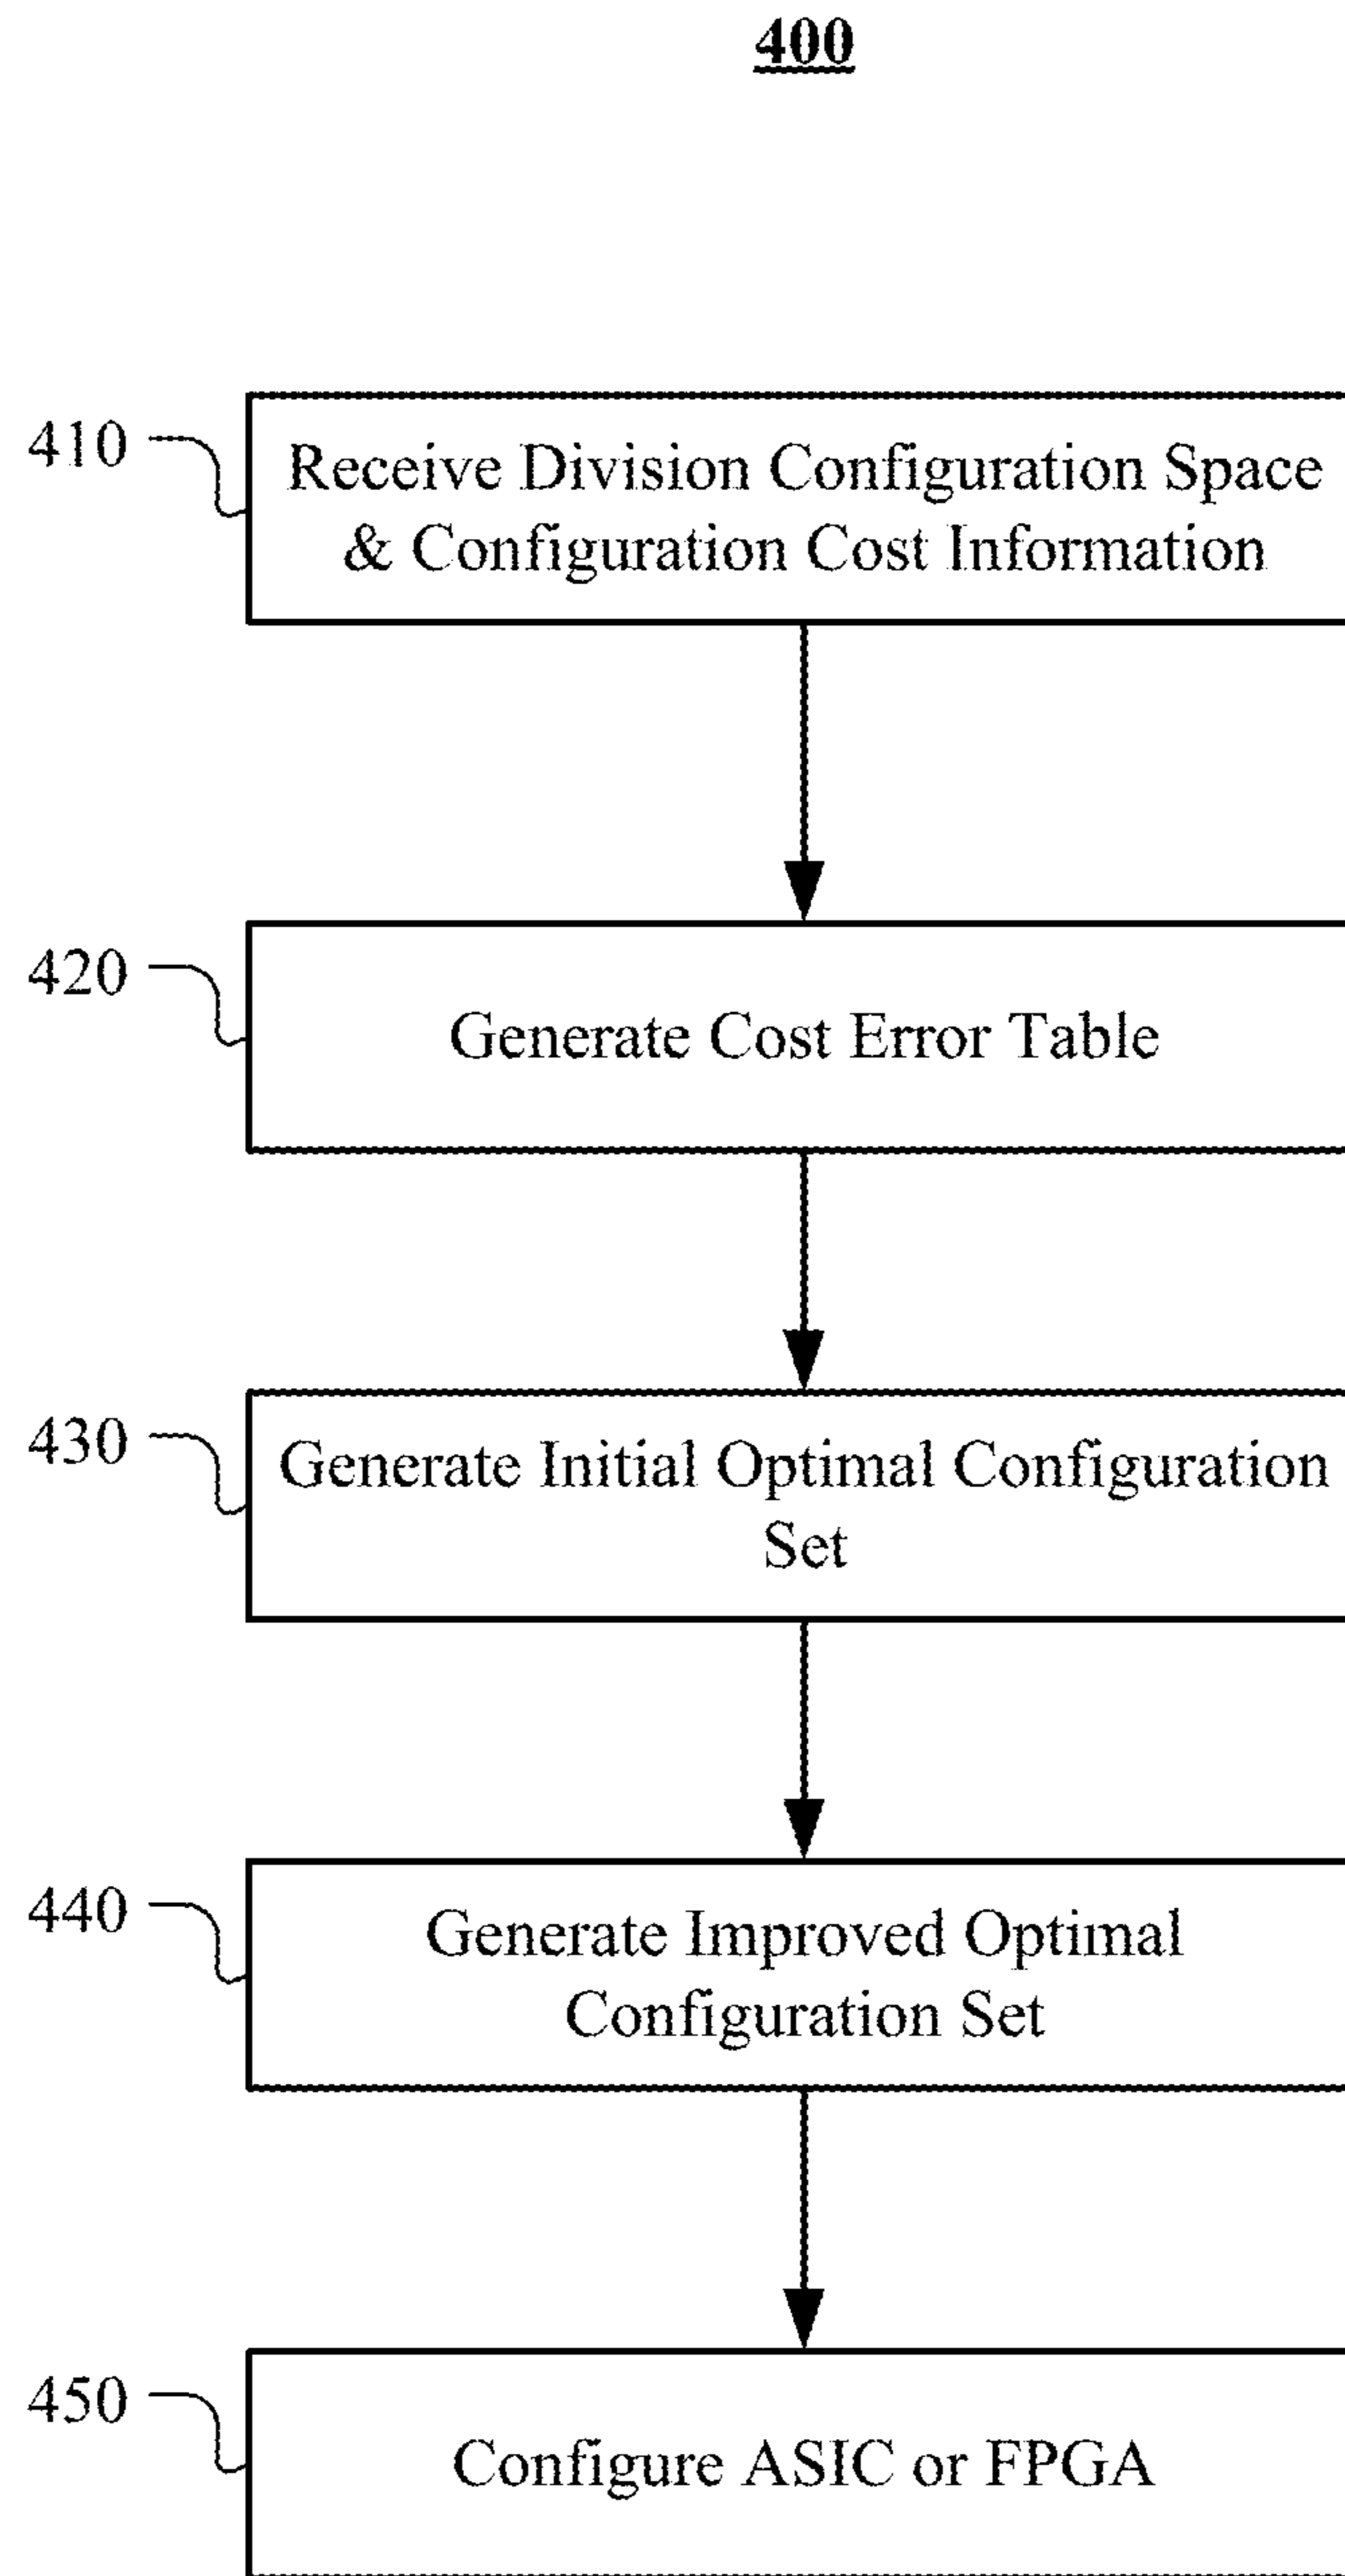 400
410
Receive Division Configuration Space
& Configuration Cost Information
420
Generate Cost Error Table
430
Generate Initial Optimal Configuration
Set
440
Generate Improved Optimal
Configuration Set
450
Configure ASIC or FPGA